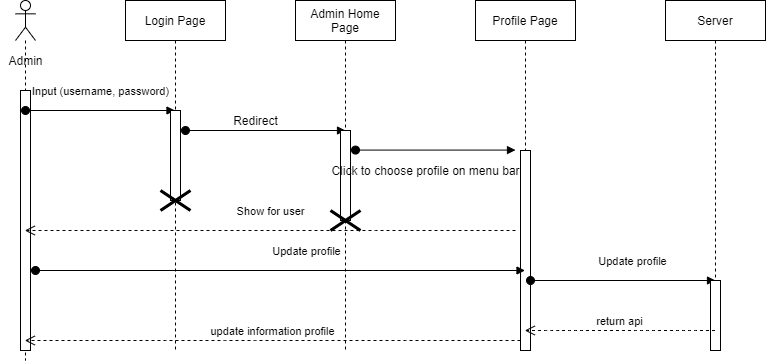 Login Page
Admin Home
Page
Profile Page
Server
Admin
Input (username, password)
Redirect
Click to choose profile on menu bar
Show for user
Update profile
Update profile
return api
update information profile